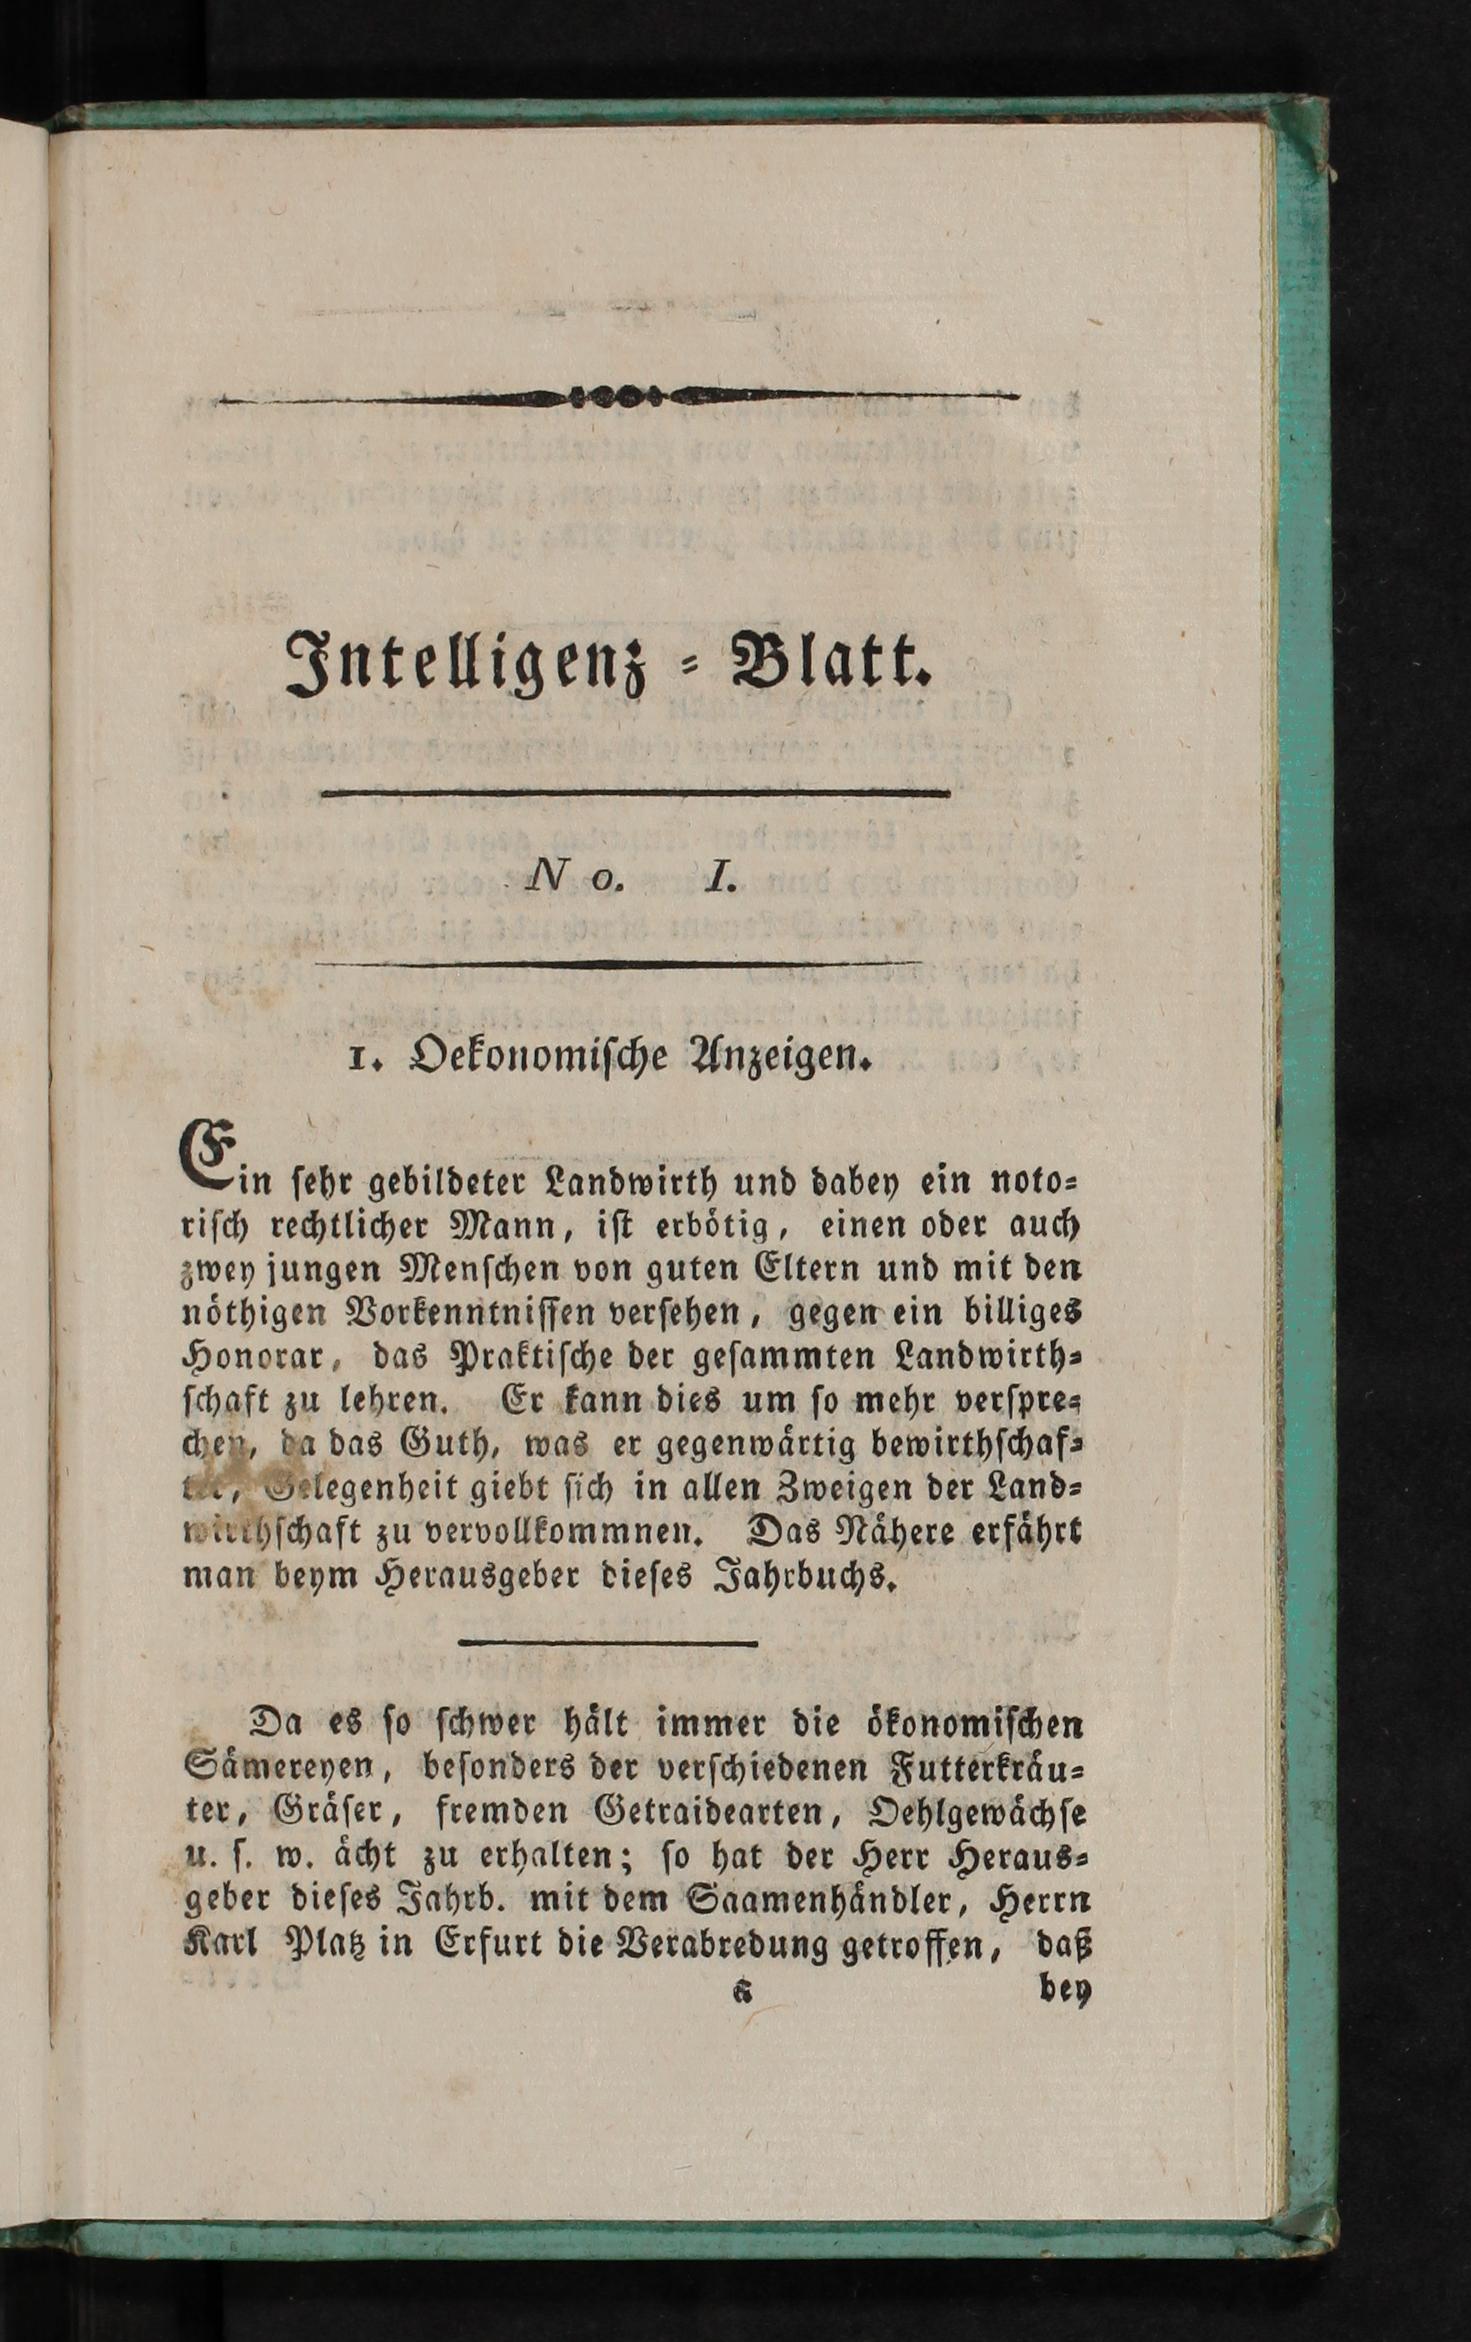 Intelligenz = Blatt.
No. I.
1. Oekonomische Anzeigen.
Ein sehr gebildeter Landwirth und dabey ein noto=
risch rechtlicher Mann, ist erbötig, einen oder auch
zwey jungen Menschen von guten Eltern und mit den
nöthigen Vorkenntnissen versehen, gegen ein billiges
Honorar, das Praktische der gesammten Landwirth=
schaft zu lehren. Er kann dies um so mehr verspre=
chen, da das Guth, was er gegenwärtig bewirthschaf=
tet, Gelegenheit giebt sich in allen Zweigen der Land=
wirthschaft zu vervollkommnen. Das Nähere erfährt
man beym Herausgeber dieses Jahrbuchs.
Da es so schwer hält immer die ökonomischen
Sämereyen, besonders der verschiedenen Futterkräu=
ter, Gräser, fremden Getraidearten, Oehlgewächse
u. s. w. ächt zu erhalten; so hat der Herr Heraus=
geber dieses Jahrb. mit dem Saamenhändler, Herrn
Karl Platz in Erfurt die Verabredung getroffen, daß
a bey